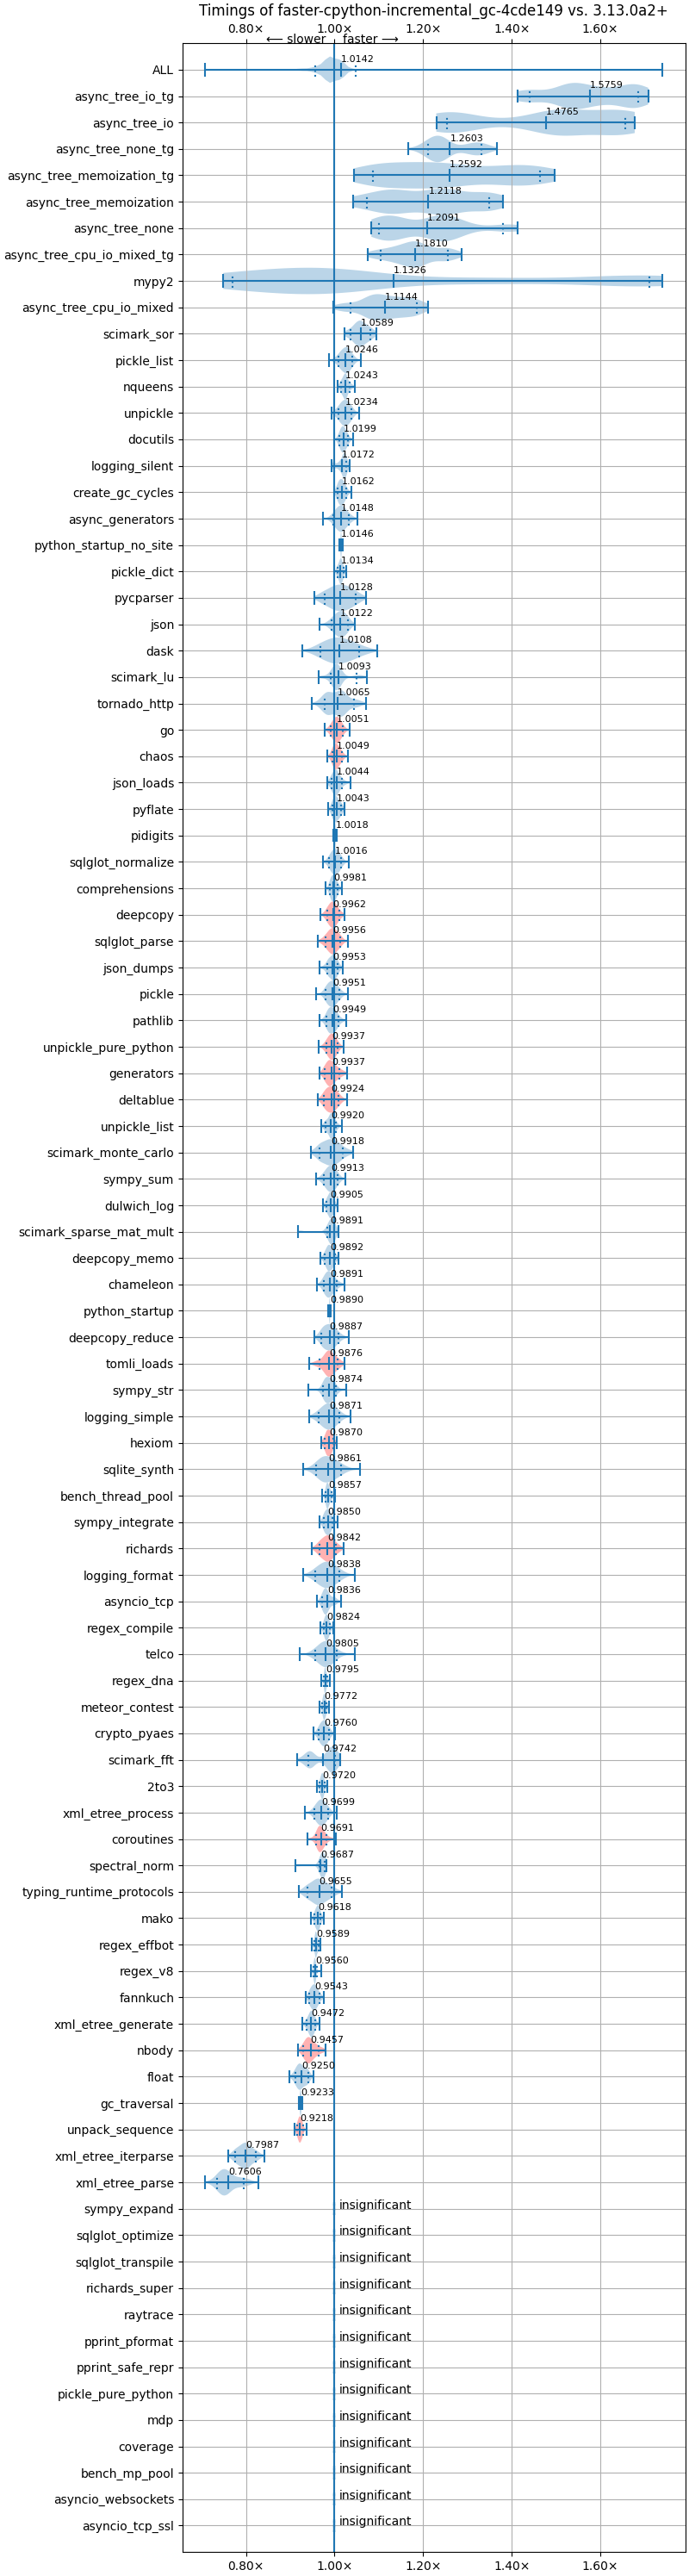 Timings of faster-cpython-incremental_gc-4cde149 vs. 3.13.0a2+
0.80× 1.00× 1.20× 1.40× 1.60×
⟵ slower faster ⟶
ALL 1.0142
async_tree_io_tg 1.5759
async_tree_io 1.4765
async_tree_none_tg 1.2603
async_tree_memoization_tg 1.2592
async_tree_memoization 1.2118
async_tree_none 1.2091
async_tree_cpu_io_mixed_tg 1.1810
mypy2 1.1326
async_tree_cpu_io_mixed 1.1144
scimark_sor 1.0589
pickle_list 1.0246
nqueens 1.0243
unpickle 1.0234
docutils 1.0199
logging_silent 1.0172
create_gc_cycles 1.0162
async_generators 1.0148
python_startup_no_site 1.0146
pickle_dict 1.0134
pycparser 1.0128
json 1.0122
dask 1.0108
scimark_lu 1.0093
tornado_http 1.0065
go 1.0051
chaos 1.0049
json_loads 1.0044
pyflate 1.0043
pidigits 1.0018
sqlglot_normalize 1.0016
comprehensions 0.9981
deepcopy 0.9962
sqlglot_parse 0.9956
json_dumps 0.9953
pickle 0.9951
pathlib 0.9949
unpickle_pure_python 0.9937
generators 0.9937
deltablue 0.9924
unpickle_list 0.9920
scimark_monte_carlo 0.9918
sympy_sum 0.9913
dulwich_log 0.9905
scimark_sparse_mat_mult 0.9891
deepcopy_memo 0.9892
chameleon 0.9891
python_startup 0.9890
deepcopy_reduce 0.9887
tomli_loads 0.9876
sympy_str 0.9874
logging_simple 0.9871
hexiom 0.9870
sqlite_synth 0.9861
bench_thread_pool 0.9857
sympy_integrate 0.9850
richards 0.9842
logging_format 0.9838
asyncio_tcp 0.9836
regex_compile 0.9824
telco 0.9805
regex_dna 0.9795
meteor_contest 0.9772
crypto_pyaes 0.9760
scimark_fft 0.9742
2to3 0.9720
xml_etree_process 0.9699
coroutines 0.9691
spectral_norm 0.9687
typing_runtime_protocols 0.9655
mako 0.9618
regex_effbot 0.9589
regex_v8 0.9560
fannkuch 0.9543
xml_etree_generate 0.9472
nbody 0.9457
float 0.9250
gc_traversal 0.9233
unpack_sequence 0.9218
xml_etree_iterparse 0.7987
xml_etree_parse 0.7606
sympy_expand insignificant
sqlglot_optimize insignificant
sqlglot_transpile insignificant
richards_super insignificant
raytrace insignificant
pprint_pformat insignificant
pprint_safe_repr insignificant
pickle_pure_python insignificant
mdp insignificant
coverage insignificant
bench_mp_pool insignificant
asyncio_websockets insignificant
asyncio_tcp_ssl insignificant
0.80× 1.00× 1.20× 1.40× 1.60×